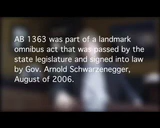 AB 1363 was part of a landmark
omnibus act that was passed by the
state legislature and signed into law
by Gov. Arnold Schwarzenegger,
August of 2006.